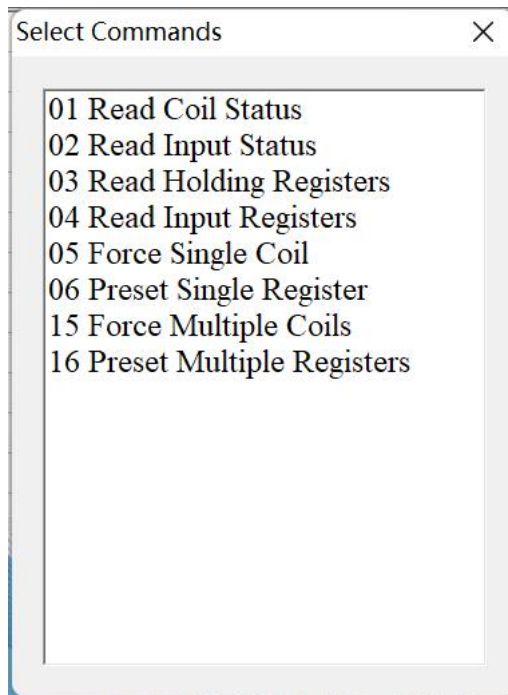 Select Commands
01 Read Coil Status
02 Read Input Status
03 Read Holding Registers
04 Read Input Registers
05 Force Single Coil
06 Preset Single Register
15 Force Multiple Coils
16 Preset Multiple Registers